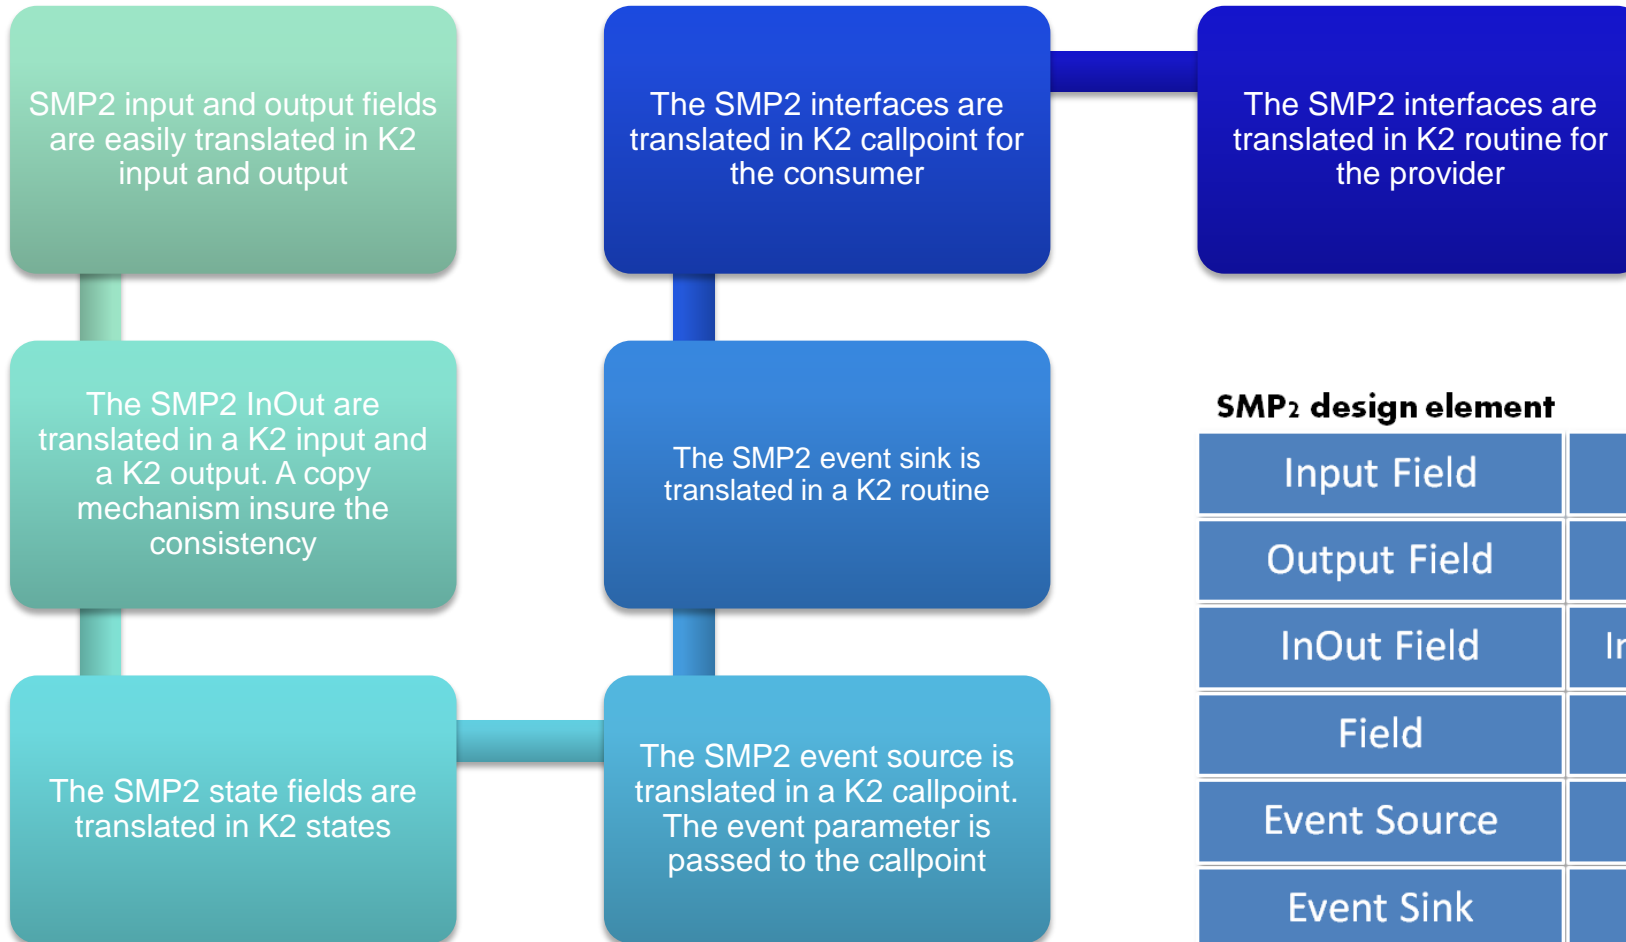 SMP2 input and output fields
are easily translated in K2
input and output
The SMP2 InOut are
translated in a K2 input and
a K2 output. A copy
mechanism insure the
consistency
The SMP2 state fields are
translated in K2 states
The SMP2 event source is
translated in a K2 callpoint.
The event parameter is
passed to the callpoint
The SMP2 event sink is
translated in a K2 routine
The SMP2 interfaces are
translated in K2 callpoint for
the consumer
The SMP2 interfaces are
translated in K2 routine for
the provider
SMP2 design element
Input Field
Output Field
InOut Field
Field
Event Source
Event Sink